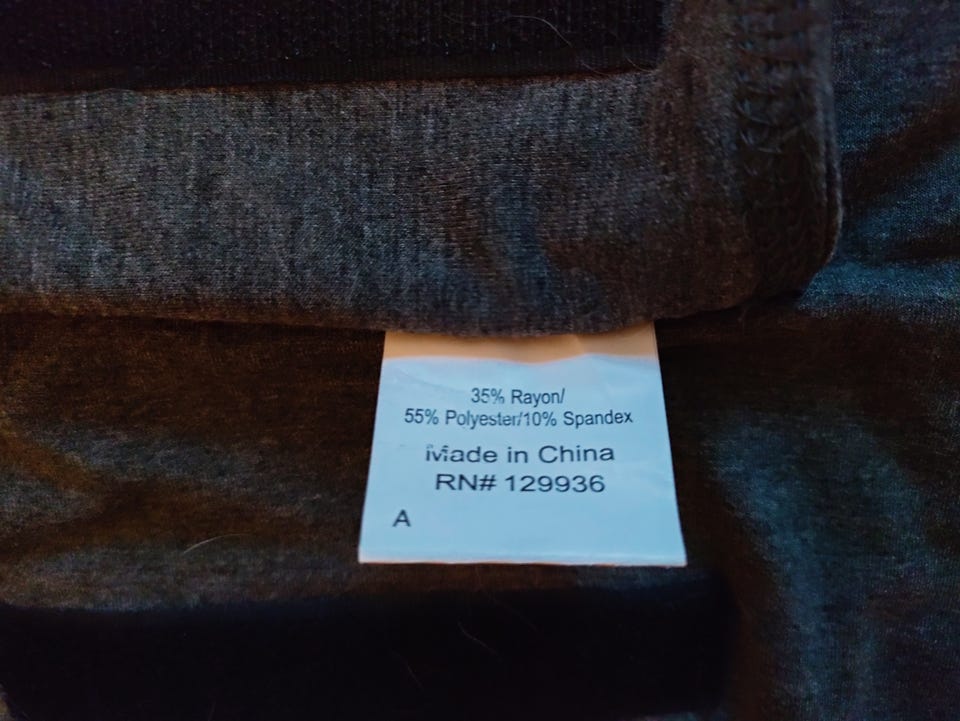 35% Rayon/
55% Polyester/10% Spandex
Made in China
RN# 129936
A